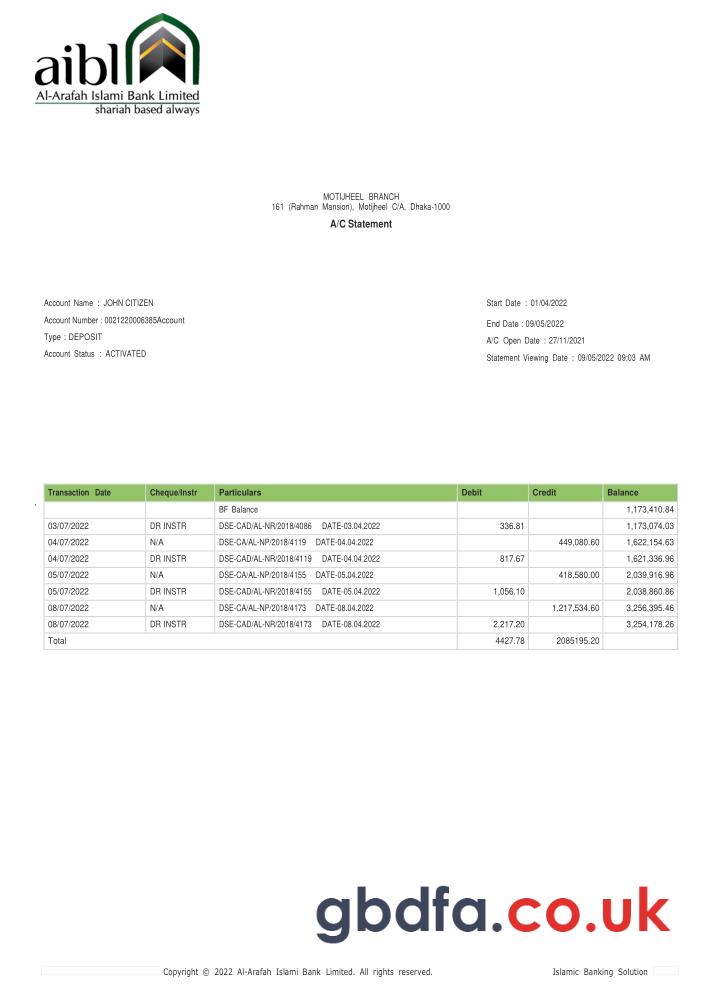 aibl
Al-Arafah Islami Bank Limited
shariah based always
MOTIJHEEL BRANCH
161 (Rahman Mansion), Motijheel C/A, Dhaka-1000
A/C Statement
Account Name : JOHN CITIZEN
Account Number : 0021220006385Account
Type : DEPOSIT
Account Status : ACTIVATED
Start Date : 01/04/2022
End Date : 09/05/2022
A/C Open Date : 27/11/2021
Statement Viewing Date : 09/05/2022 09:03 AM
Transaction Date Cheque/Instr Particulars Debit Credit Balance
BF Balance 1,173,410.84
03/07/2022 DR INSTR DSE-CAD/AL-NR/2018/4086 DATE-03.04.2022 336.81 1,173,074.03
04/07/2022 N/A DSE-CA/AL-NP/2018/4119 DATE-04.04.2022 449,080.60 1,622,154.63
04/07/2022 DR INSTR DSE-CAD/AL-NR/2018/4119 DATE-04.04.2022 817.67 1,621,336.96
05/07/2022 N/A DSE-CA/AL-NP/2018/4155 DATE-05.04.2022 418,580.00 2,039,916.96
05/07/2022 DR INSTR DSE-CAD/AL-NR/2018/4155 DATE-05.04.2022 1,056.10 2,038,860.86
08/07/2022 N/A DSE-CA/AL-NP/2018/4173 DATE-08.04.2022 1,217,534.60 3,256,395.46
08/07/2022 DR INSTR DSE-CAD/AL-NR/2018/4173 DATE-08.04.2022 2,217.20 3,254,178.26
Total 4427.78 2085195.20
gbdfa.co.uk
Copyright © 2022 Al-Arafah Islami Bank Limited. All rights reserved. Islamic Banking Solution